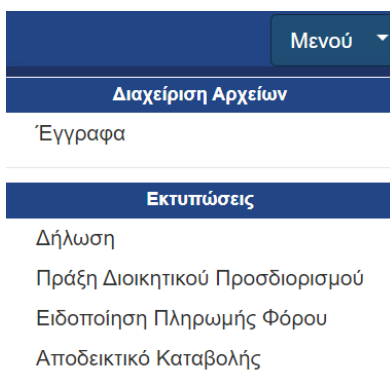 Μενού
Διαχείριση Αρχείων
Έγγραφα
Εκτυπώσεις
Δήλωση
Πράξη Διοικητικού Προσδιορισμού
Ειδοποίηση Πληρωμής Φόρου
Αποδεικτικό Καταβολής